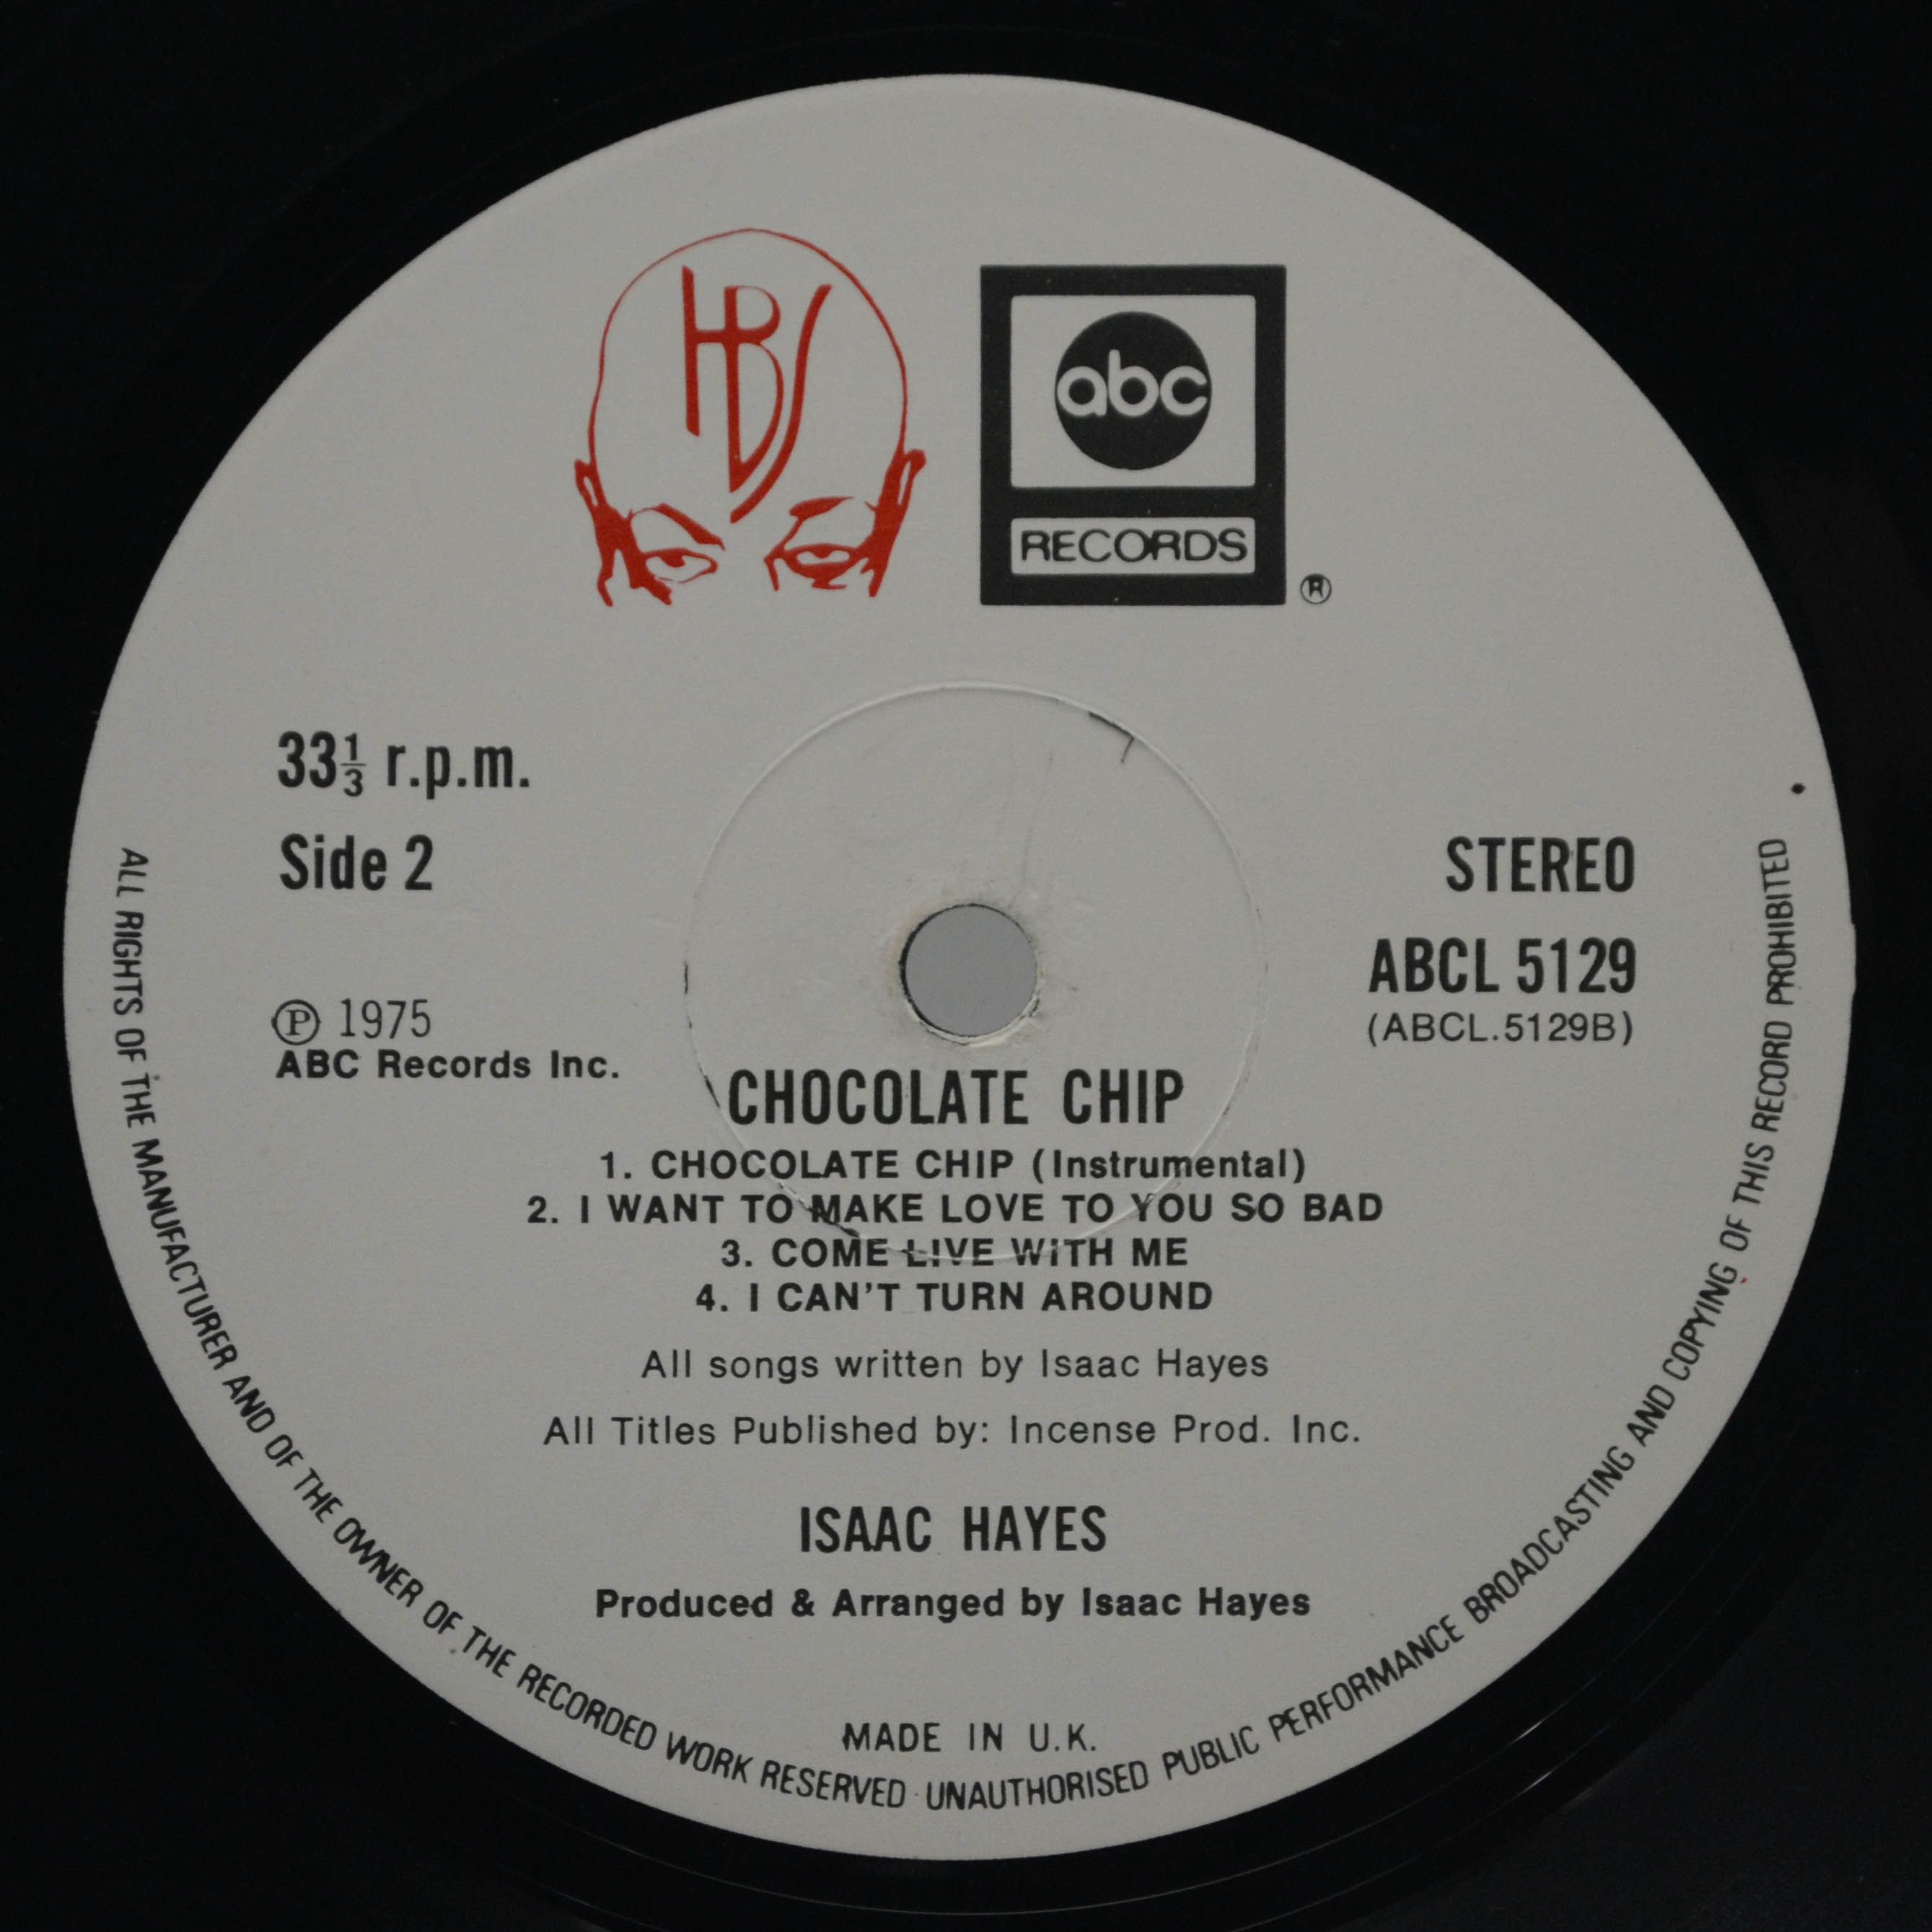 HBS
abc
RECORDS
®
33⅓ r.p.m.
Side 2
STEREO
ABCL 5129
(ABCL.5129B)
℗ 1975
ABC Records Inc.
CHOCOLATE CHIP
1. CHOCOLATE CHIP (Instrumental)
2. I WANT TO MAKE LOVE TO YOU SO BAD
3. COME LIVE WITH ME
4. I CAN'T TURN AROUND
All songs written by Isaac Hayes
All Titles Published by: Incense Prod. Inc.
ISAAC HAYES
Produced & Arranged by Isaac Hayes
MADE IN U.K.
ALL RIGHTS OF THE MANUFACTURER AND OF THE OWNER OF THE RECORDED WORK RESERVED · UNAUTHORISED PUBLIC PERFORMANCE BROADCASTING AND COPYING OF THIS RECORD PROHIBITED